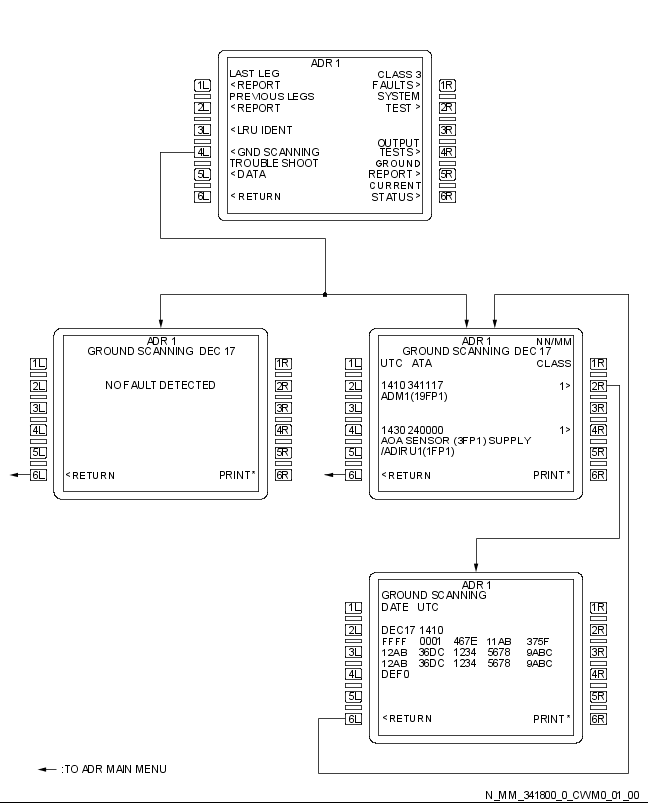 ADR 1
LAST LEG CLASS 3
1L <REPORT FAULTS> 1R
PREVIOUS LEGS SYSTEM
2L <REPORT TEST> 2R
3L <LRU IDENT 3R
OUTPUT
4L <GND SCANNING TESTS> 4R
TROUBLE SHOOT GROUND
5L <DATA REPORT> 5R
CURRENT
6L <RETURN STATUS> 6R
ADR 1
GROUND SCANNING DEC 17
1L 1R
2L NO FAULT DETECTED 2R
3L 3R
4L 4R
5L 5R
6L <RETURN PRINT* 6R
ADR 1 NN/MM
GROUND SCANNING DEC 17
1L UTC ATA CLASS 1R
2L 1410 341117 1> 2R
ADM1(19FP1)
3L 3R
4L 1430 240000 1> 4R
AOA SENSOR (3FP1) SUPPLY
5L /ADIRU1(1FP1) 5R
6L <RETURN PRINT* 6R
ADR 1
GROUND SCANNING
1L DATE UTC 1R
2L DEC17 1410 2R
FFFF 0001 467E 11AB 375F
3L 12AB 36DC 1234 5678 9ABC 3R
12AB 36DC 1234 5678 9ABC
4L DEF0 4R
5L 5R
6L <RETURN PRINT* 6R
:TO ADR MAIN MENU
N_MM_341800_0_CWM0_01_00